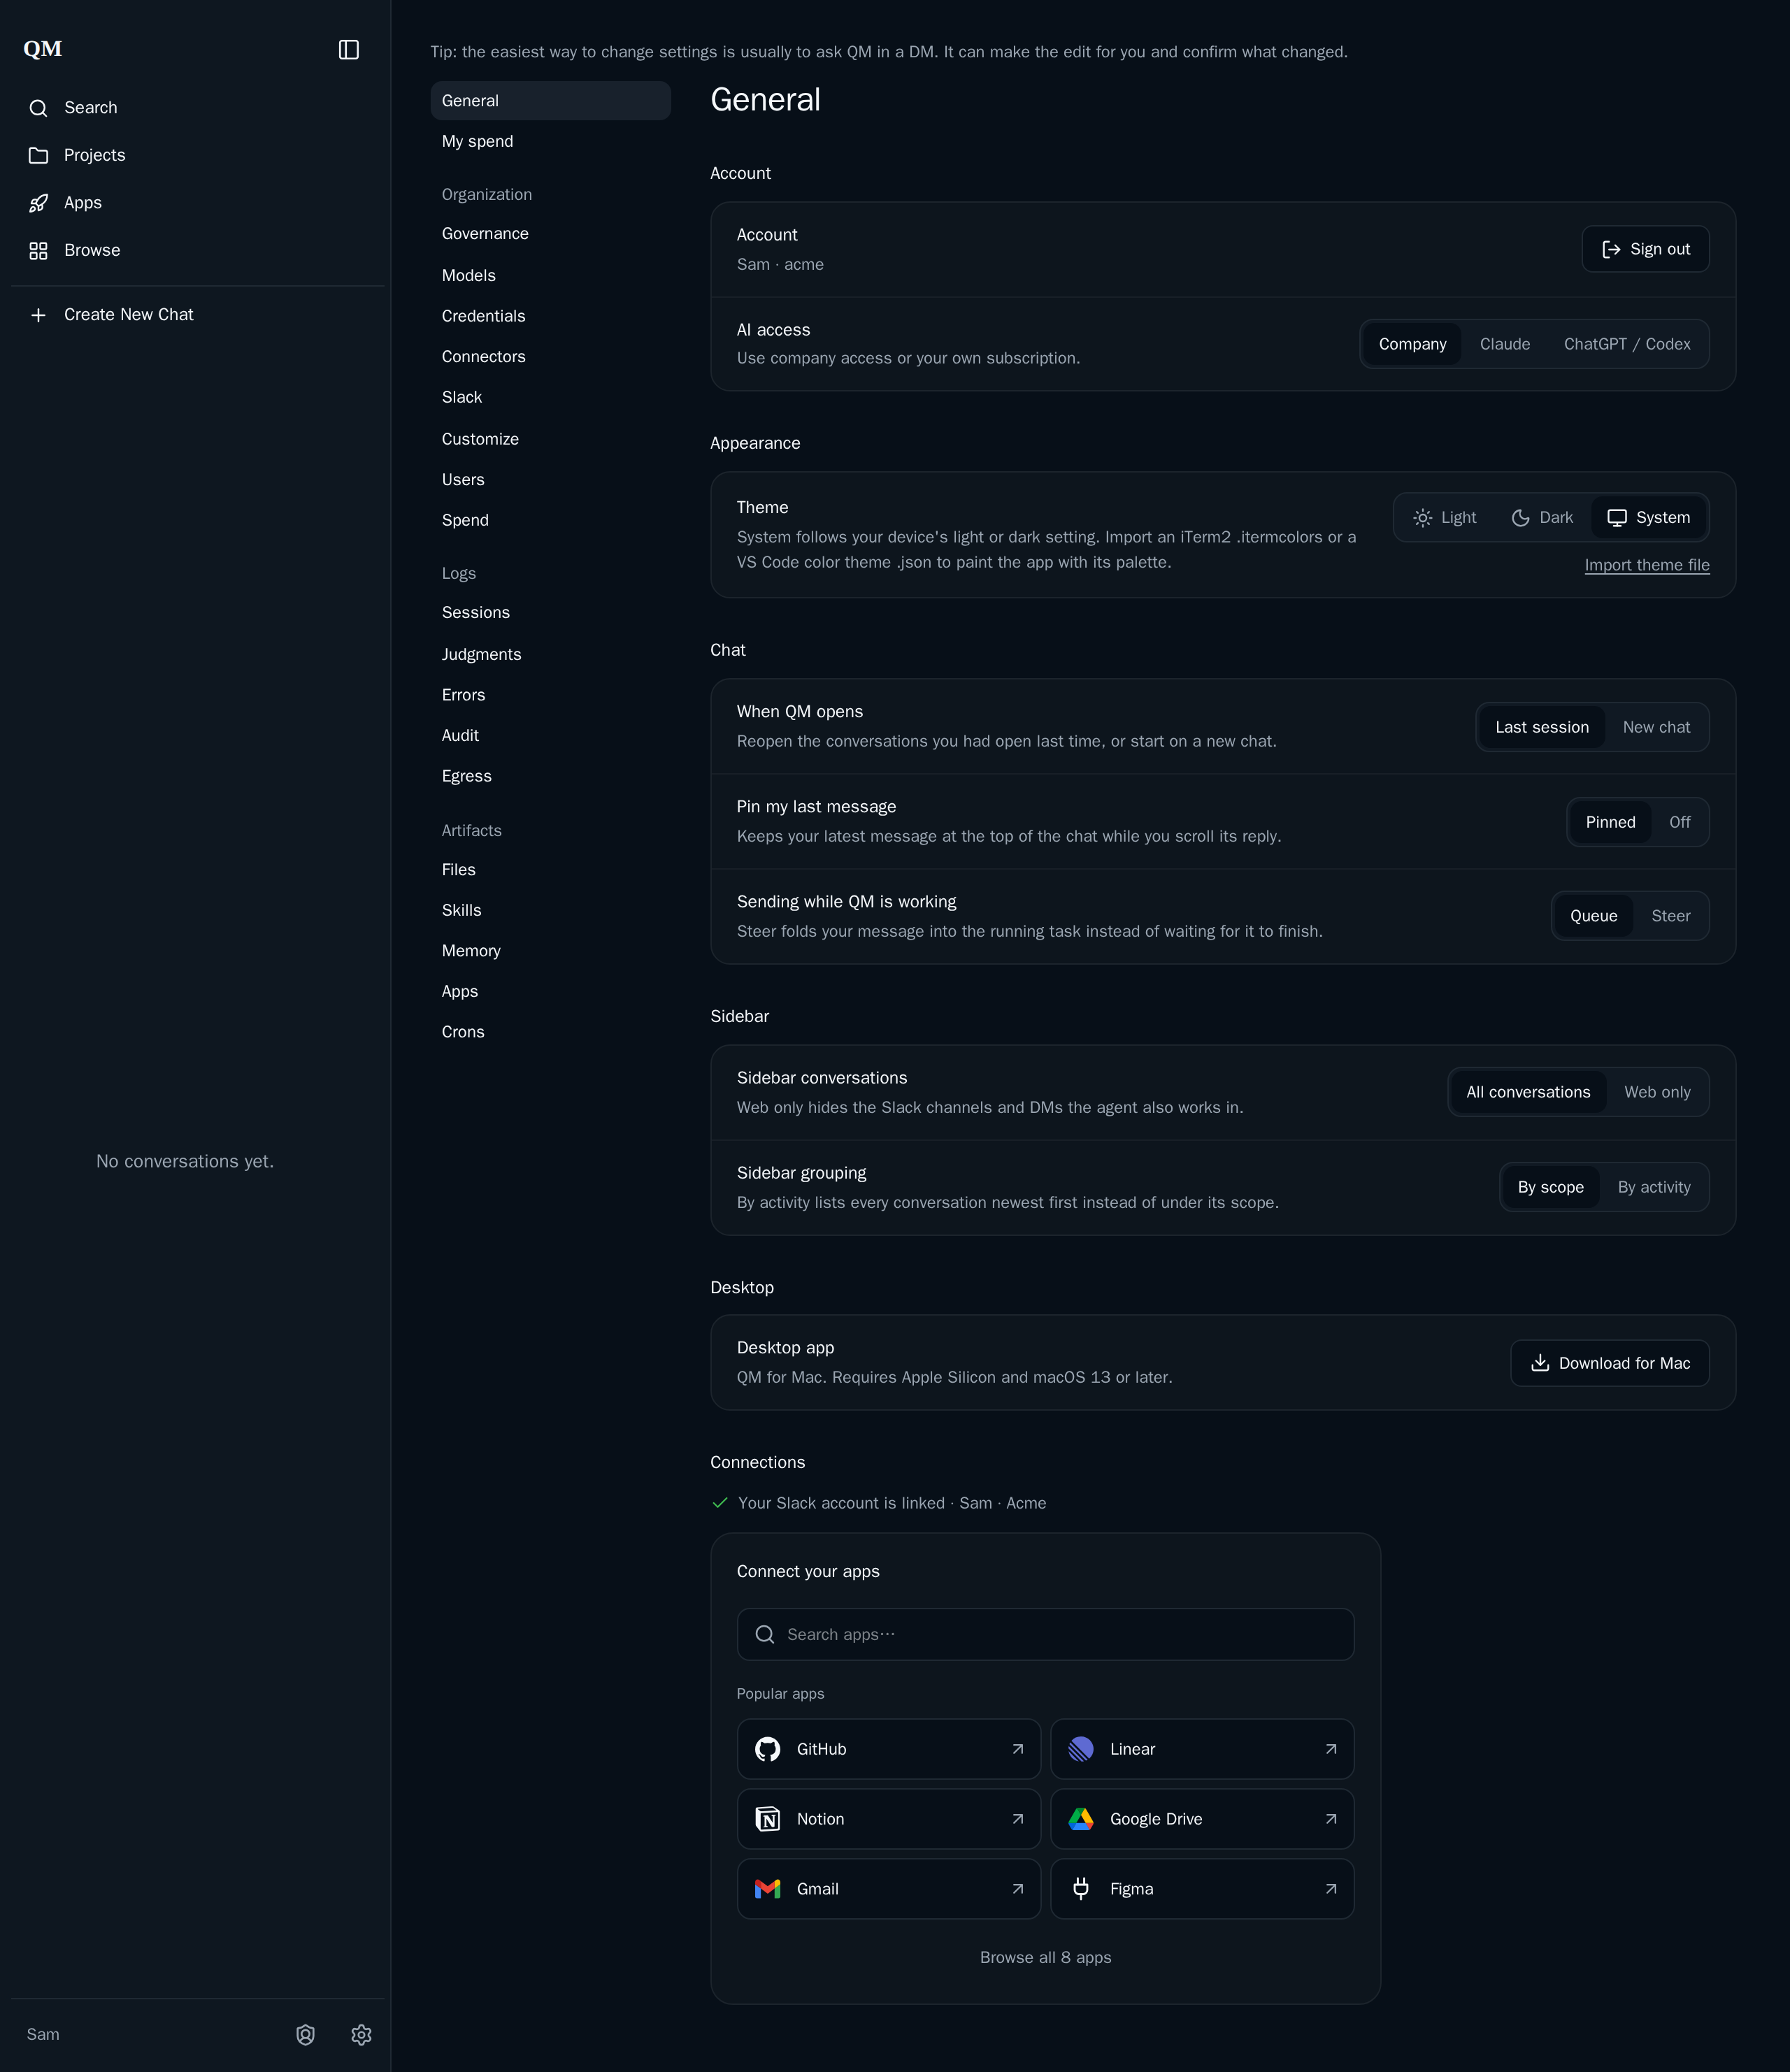 QM
Search
Projects
Apps
Browse
Create New Chat
No conversations yet.
Sam
Tip: the easiest way to change settings is usually to ask QM in a DM. It can make the edit for you and confirm what changed.
General
My spend
Organization
Governance
Models
Credentials
Connectors
Slack
Customize
Users
Spend
Logs
Sessions
Judgments
Errors
Audit
Egress
Artifacts
Files
Skills
Memory
Apps
Crons
General
Account
Account
Sam · acme
Sign out
AI access
Use company access or your own subscription.
Company
Claude
ChatGPT / Codex
Appearance
Theme
System follows your device's light or dark setting. Import an iTerm2 .itermcolors or a
VS Code color theme .json to paint the app with its palette.
Light
Dark
System
Import theme file
Chat
When QM opens
Reopen the conversations you had open last time, or start on a new chat.
Last session
New chat
Pin my last message
Keeps your latest message at the top of the chat while you scroll its reply.
Pinned
Off
Sending while QM is working
Steer folds your message into the running task instead of waiting for it to finish.
Queue
Steer
Sidebar
Sidebar conversations
Web only hides the Slack channels and DMs the agent also works in.
All conversations
Web only
Sidebar grouping
By activity lists every conversation newest first instead of under its scope.
By scope
By activity
Desktop
Desktop app
QM for Mac. Requires Apple Silicon and macOS 13 or later.
Download for Mac
Connections
Your Slack account is linked · Sam · Acme
Connect your apps
Search apps…
Popular apps
GitHub
Linear
Notion
Google Drive
Gmail
Figma
Browse all 8 apps